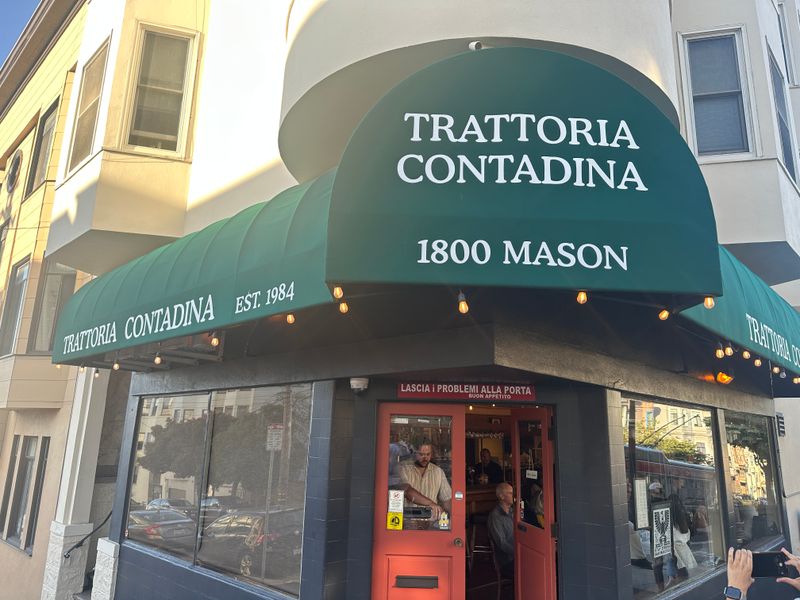 TRATTORIA
CONTADINA
1800 MASON
TRATTORIA CONTADINA EST. 1984
TRATTORIA
LASCIA i PROBLEMI ALLA PORTA
BUON APPETITO